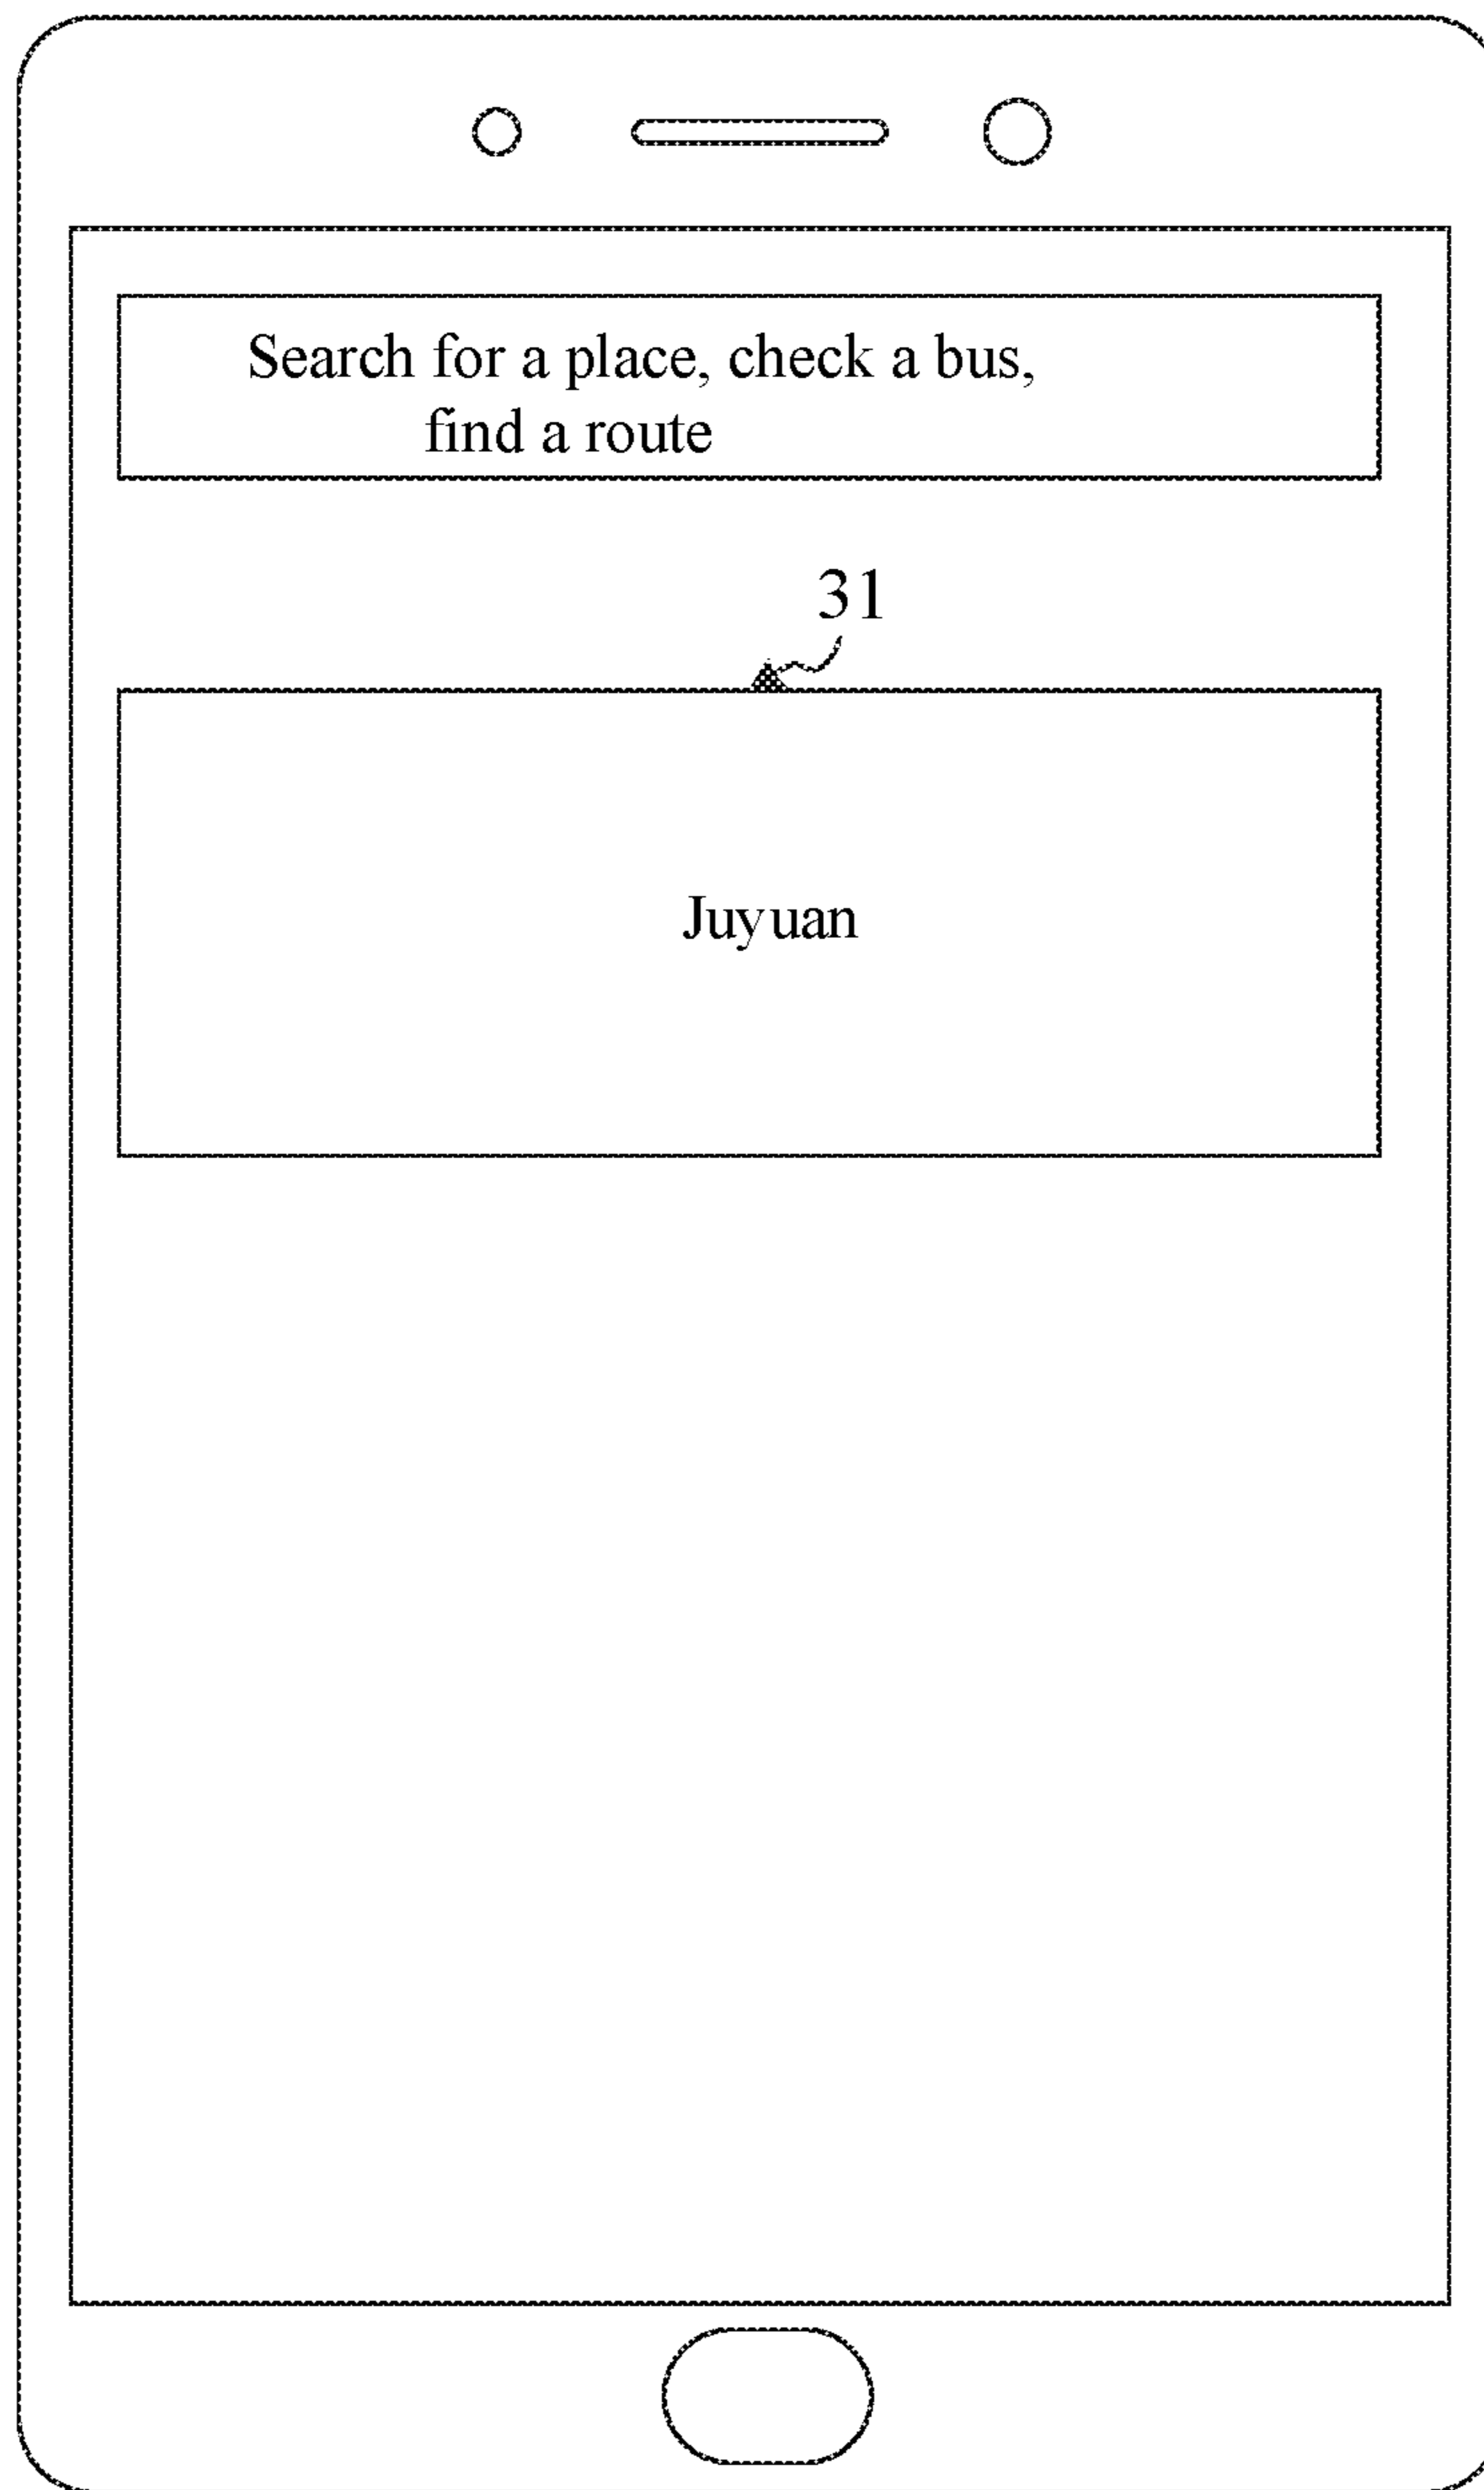 Search for a place, check a bus,
find a route
31
Juyuan